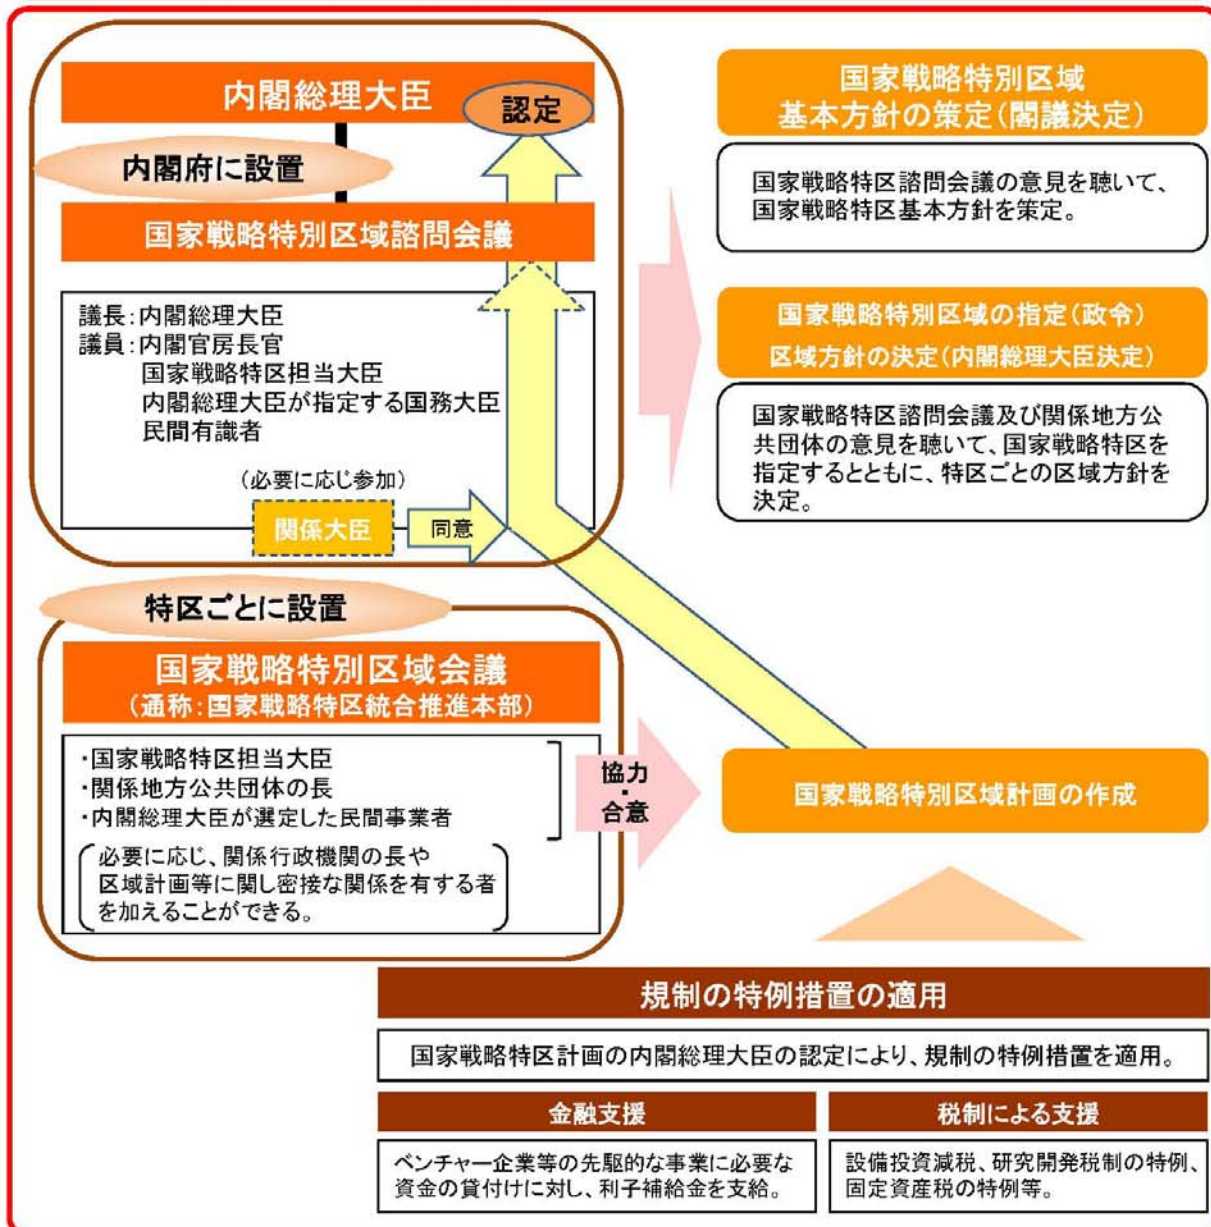 内閣総理大臣
認定
内閣府に設置
国家戦略特別区域諮問会議
議長：内閣総理大臣
議員：内閣官房長官
国家戦略特区担当大臣
内閣総理大臣が指定する国務大臣
民間有識者
（必要に応じ参加）
関係大臣
同意
国家戦略特別区域
基本方針の策定（閣議決定）
国家戦略特区諮問会議の意見を聴いて、
国家戦略特区基本方針を策定。
国家戦略特別区域の指定（政令）
区域方針の決定（内閣総理大臣決定）
国家戦略特区諮問会議及び関係地方公
共団体の意見を聴いて、国家戦略特区を
指定するとともに、特区ごとの区域方針を
決定。
特区ごとに設置
国家戦略特別区域会議
（通称：国家戦略特区統合推進本部）
・国家戦略特区担当大臣
・関係地方公共団体の長
・内閣総理大臣が選定した民間事業者
必要に応じ、関係行政機関の長や
区域計画等に関し密接な関係を有する者
を加えることができる。
協力
・
合意
国家戦略特別区域計画の作成
規制の特例措置の適用
国家戦略特区計画の内閣総理大臣の認定により、規制の特例措置を適用。
金融支援
ベンチャー企業等の先駆的な事業に必要な
資金の貸付けに対し、利子補給金を支給。
税制による支援
設備投資減税、研究開発税制の特例、
固定資産税の特例等。